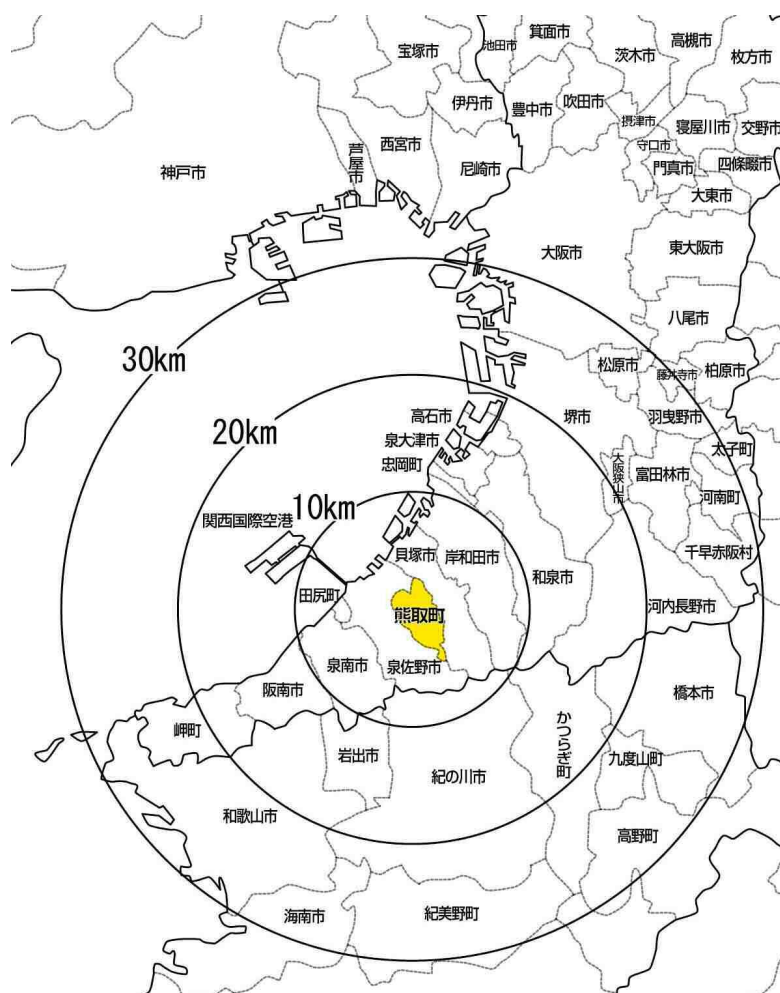 箕面市
高槻市
宝塚市
池田市
茨木市
枚方市
伊丹市
豊中市
吹田市
摂津市
寝屋川市
交野市
西宮市
芦屋市
守口市
神戸市
尼崎市
門真市
四條畷市
大東市
大阪市
東大阪市
八尾市
30km
松原市
藤井寺市
柏原市
20km
高石市
堺市
羽曳野市
泉大津市
太子町
忠岡町
大阪狭山市
富田林市
河南町
10km
関西国際空港
貝塚市
岸和田市
千早赤阪村
和泉市
田尻町
熊取町
河内長野市
泉南市
泉佐野市
阪南市
橋本市
岬町
かつらぎ町
岩出市
紀の川市
九度山町
和歌山市
高野町
海南市
紀美野町